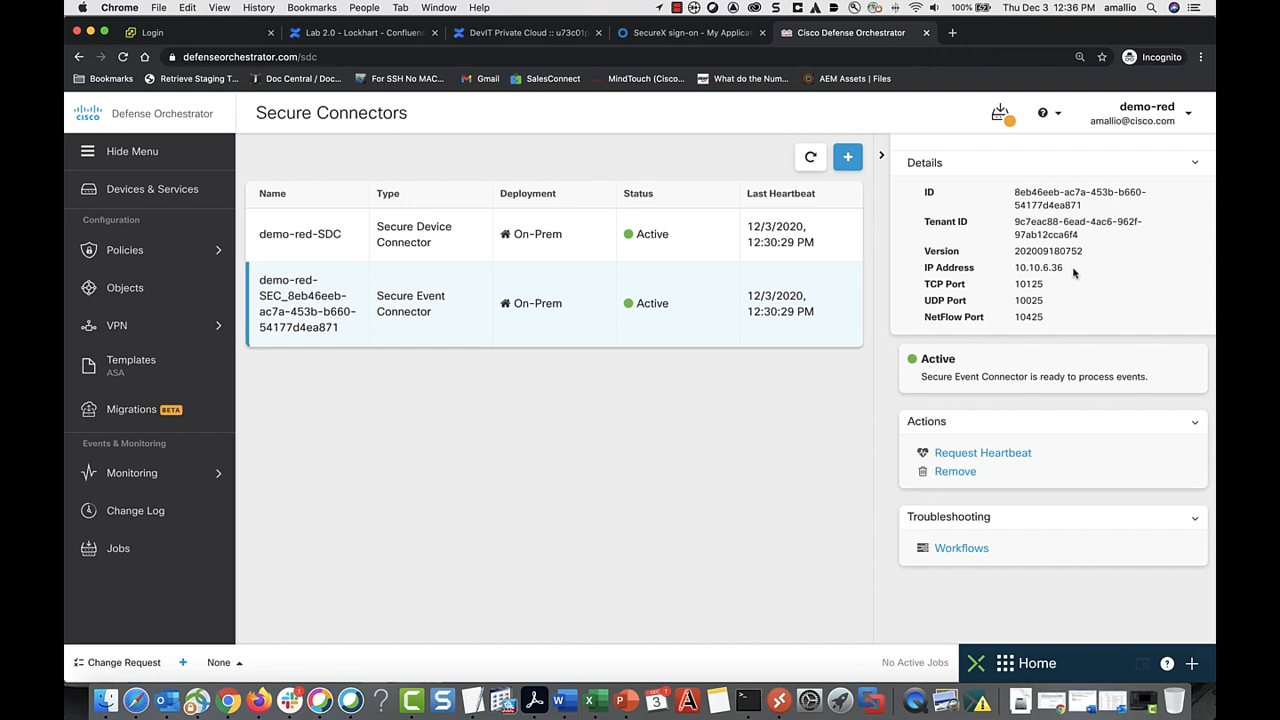 Chrome File Edit View History Bookmarks People Tab Window Help 100% Thu Dec 3 12:36 PM amallio
Login Lab 2.0 - Lockhart - Confluen DevIT Private Cloud :: u73c01p SecureX sign-on - My Applicat Cisco Defense Orchestrator
defenseorchestrator.com/sdc Incognito
Bookmarks Retrieve Staging T... Doc Central / Doc... For SSH No MAC... Gmail SalesConnect MindTouch (Cisco... What do the Num... AEM Assets | Files
CISCO Defense Orchestrator
Secure Connectors
demo-red
amallio@cisco.com
Hide Menu
Devices & Services
Configuration
Policies
Objects
VPN
Templates
ASA
Migrations BETA
Events & Monitoring
Monitoring
Change Log
Jobs
Name Type Deployment Status Last Heartbeat
demo-red-SDC Secure Device Connector On-Prem Active 12/3/2020, 12:30:29 PM
demo-red-SEC_8eb46eeb-ac7a-453b-b660-54177d4ea871 Secure Event Connector On-Prem Active 12/3/2020, 12:30:29 PM
Details
ID 8eb46eeb-ac7a-453b-b660-
54177d4ea871
Tenant ID 9c7eac88-6ead-4ac6-962f-
97ab12cca6f4
Version 202009180752
IP Address 10.10.6.36
TCP Port 10125
UDP Port 10025
NetFlow Port 10425
Active
Secure Event Connector is ready to process events.
Actions
Request Heartbeat
Remove
Troubleshooting
Workflows
Change Request None No Active Jobs Home